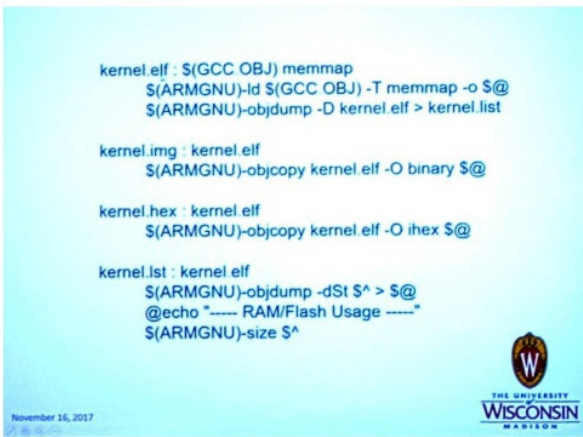 kernel.elf : $(GCC OBJ) memmap
$(ARMGNU)-ld $(GCC OBJ) -T memmap -o $@
$(ARMGNU)-objdump -D kernel.elf > kernel.list
kernel.img : kernel.elf
$(ARMGNU)-objcopy kernel.elf -O binary $@
kernel.hex : kernel.elf
$(ARMGNU)-objcopy kernel.elf -O ihex $@
kernel.lst : kernel elf
$(ARMGNU)-objdump -dSt $^ > $@
@echo "----- RAM/Flash Usage -----"
$(ARMGNU)-size $^
W
THE UNIVERSITY
WISCONSIN
MADISON
November 16, 2017